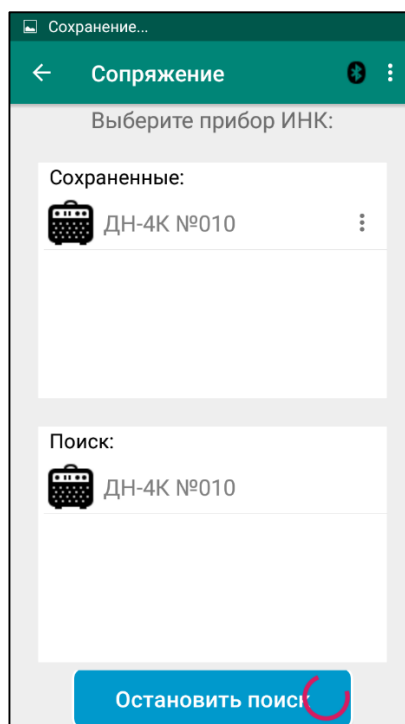 Сохранение...
Сопряжение
Выберите прибор ИНК:
Сохраненные:
ДН-4К №010
Поиск:
ДН-4К №010
Остановить поиск